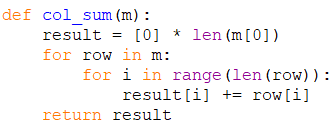 def col_sum(m):
    result = [0] * len(m[0])
    for row in m:
        for i in range(len(row)):
            result[i] += row[i]
    return result